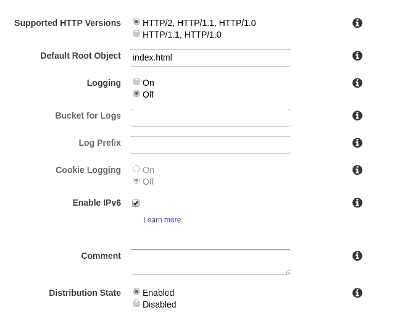 Supported HTTP Versions HTTP/2, HTTP/1.1, HTTP/1.0
HTTP/1.1, HTTP/1.0
Default Root Object index.html
Logging On
Off
Bucket for Logs
Log Prefix
Cookie Logging On
Off
Enable IPv6
Learn more
Comment
Distribution State Enabled
Disabled